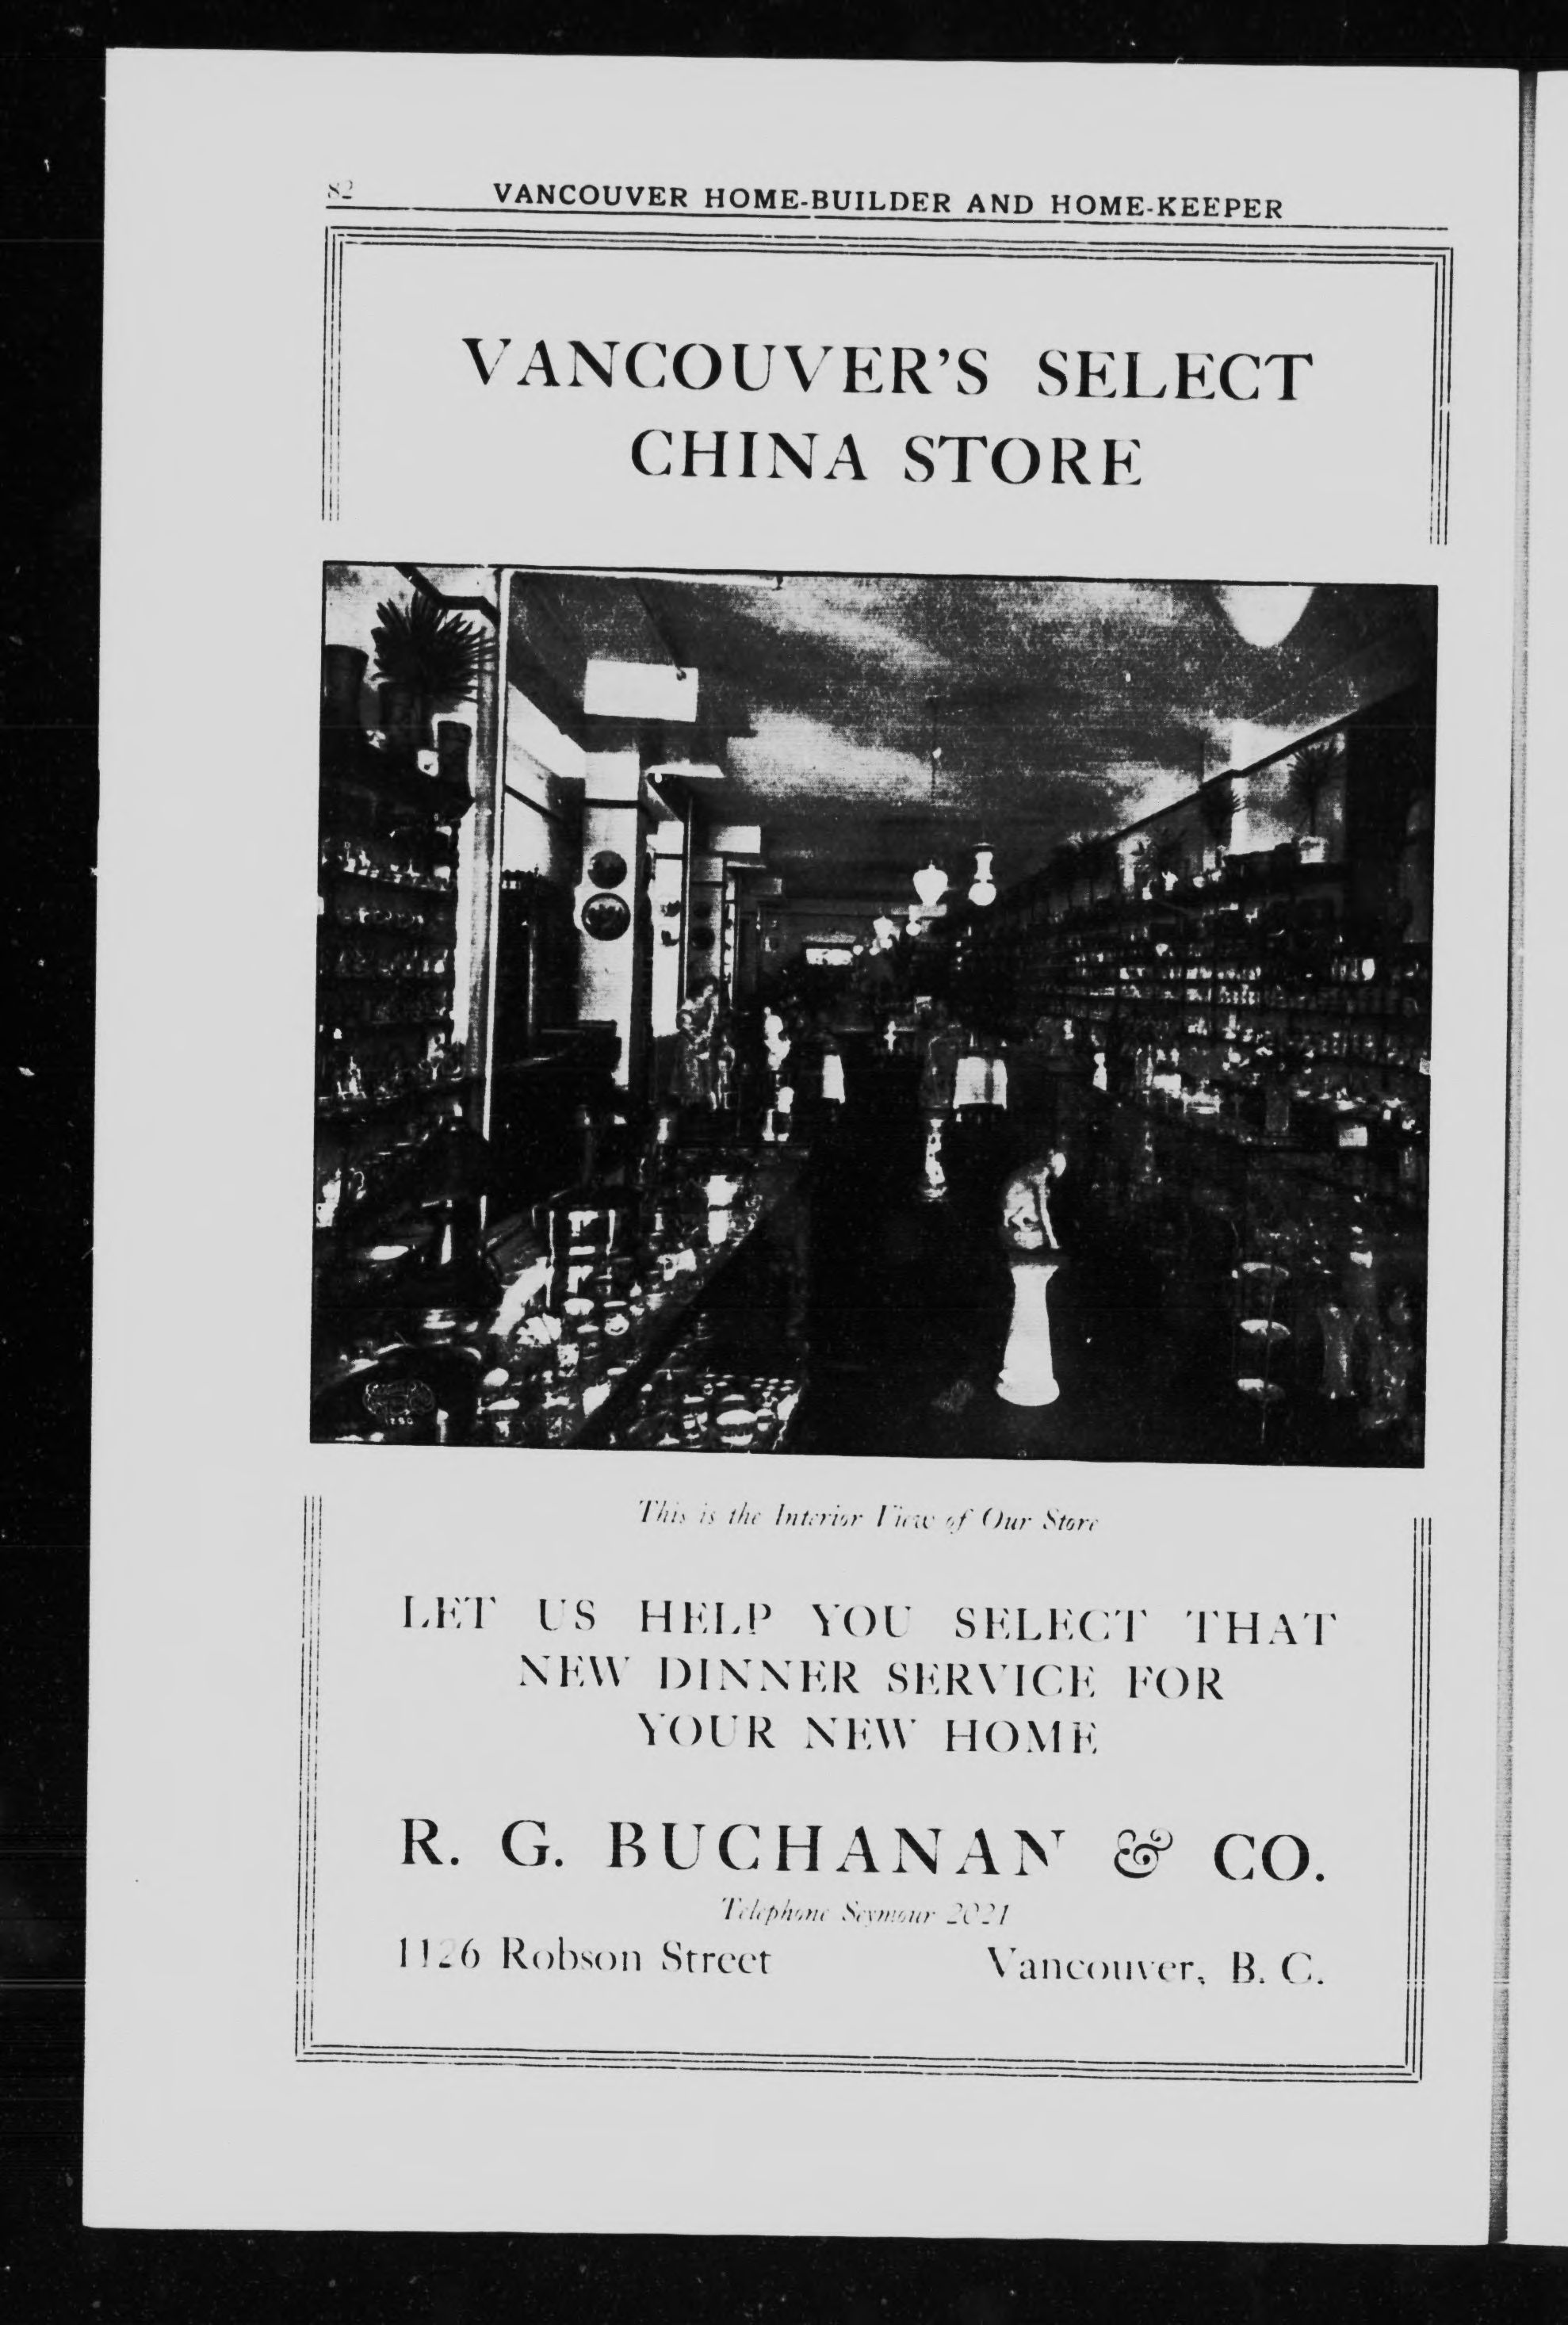 82
VANCOUVER HOME-BUILDER AND HOME-KEEPER
VANCOUVER'S SELECT
CHINA STORE
This is the Interior View of Our Store
LET US HELP YOU SELECT THAT
NEW DINNER SERVICE FOR
YOUR NEW HOME
R. G. BUCHANAN & CO.
Telephone Seymour 2021
1126 Robson Street Vancouver, B. C.